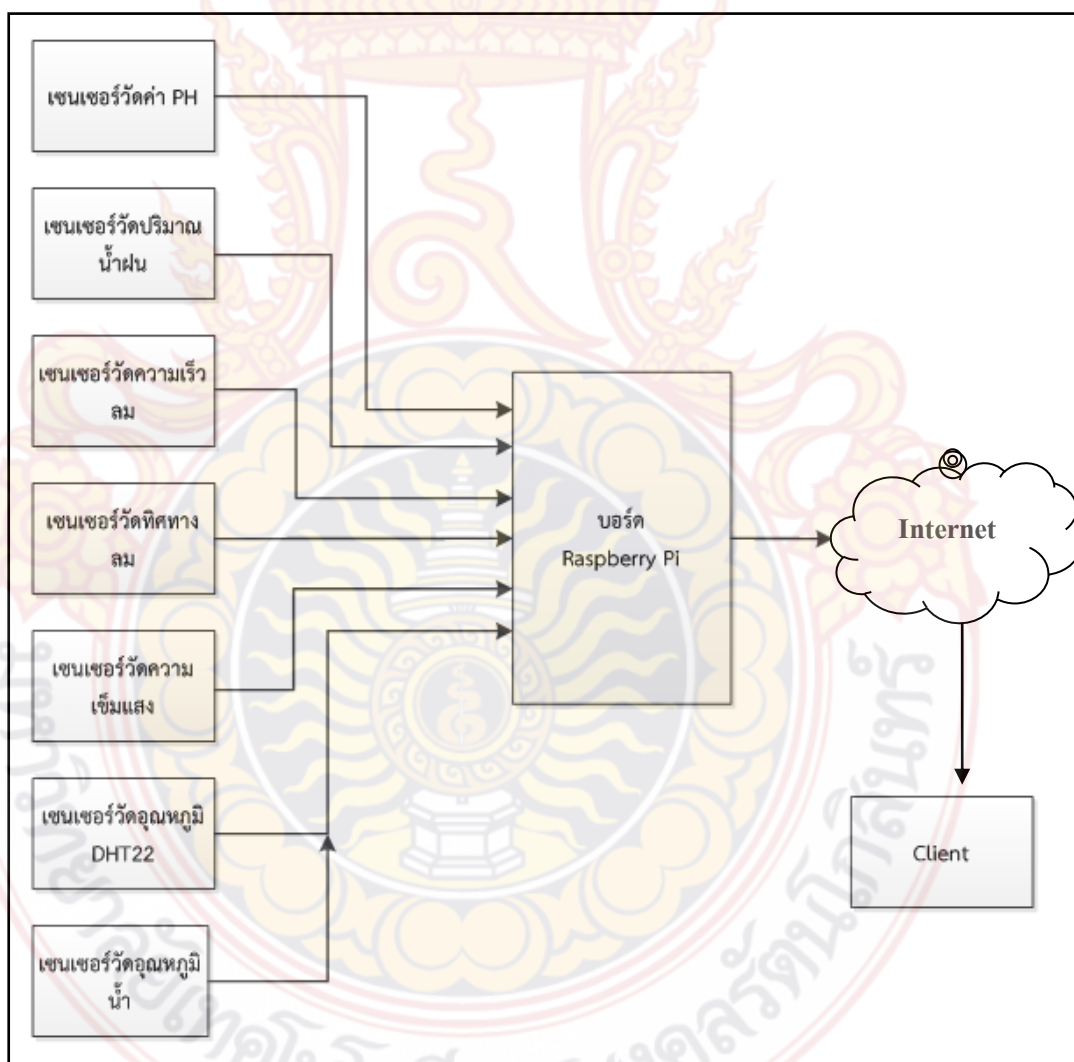 เซนเซอร์วัดค่า PH
เซนเซอร์วัดปริมาณ
น้ำฝน
เซนเซอร์วัดความเร็ว
ลม
เซนเซอร์วัดทิศทาง
ลม
เซนเซอร์วัดความ
เข็มแสง
เซนเซอร์วัดอุณหภูมิ
DHT22
เซนเซอร์วัดอุณหภูมิ
น้ำ
บอร์ด
Raspberry Pi
Internet
Client